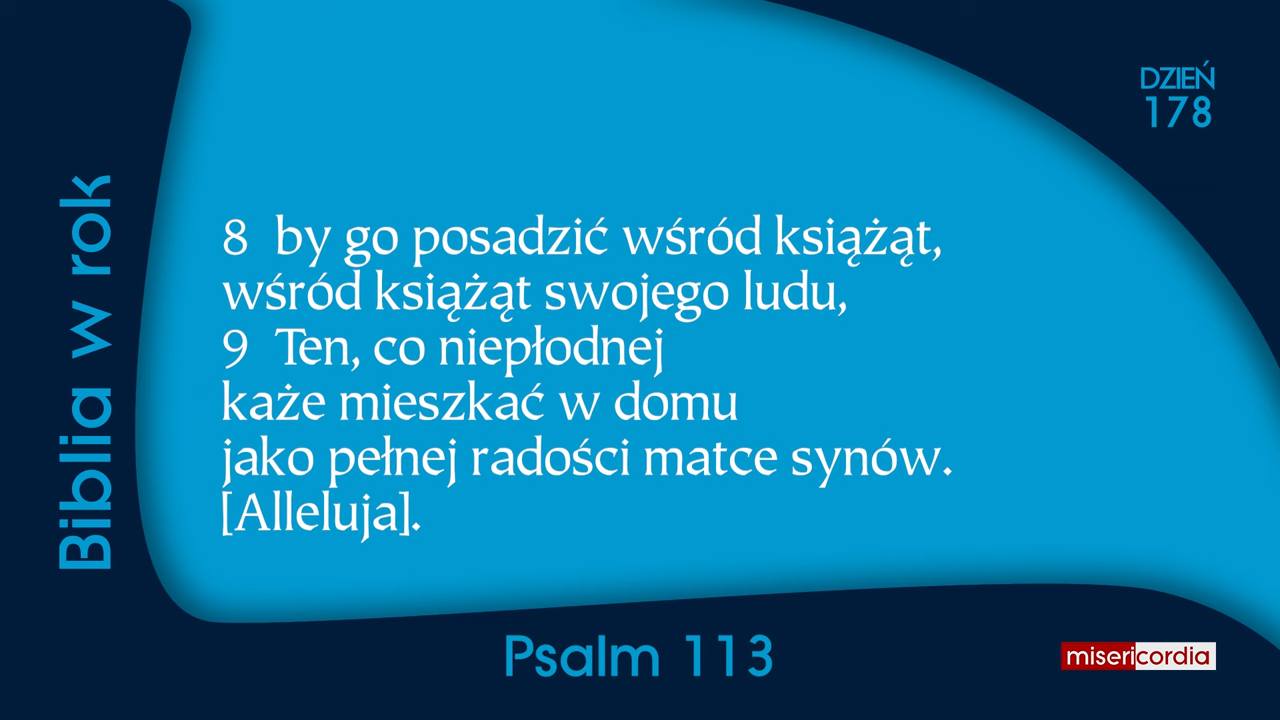 DZIEŃ
178
Biblia w rok
8 by go posadzić wśród książąt,
wśród książąt swojego ludu,
9 Ten, co niepłodnej
każe mieszkać w domu
jako pełnej radości matce synów.
[Alleluja].
Psalm 113
misericordia